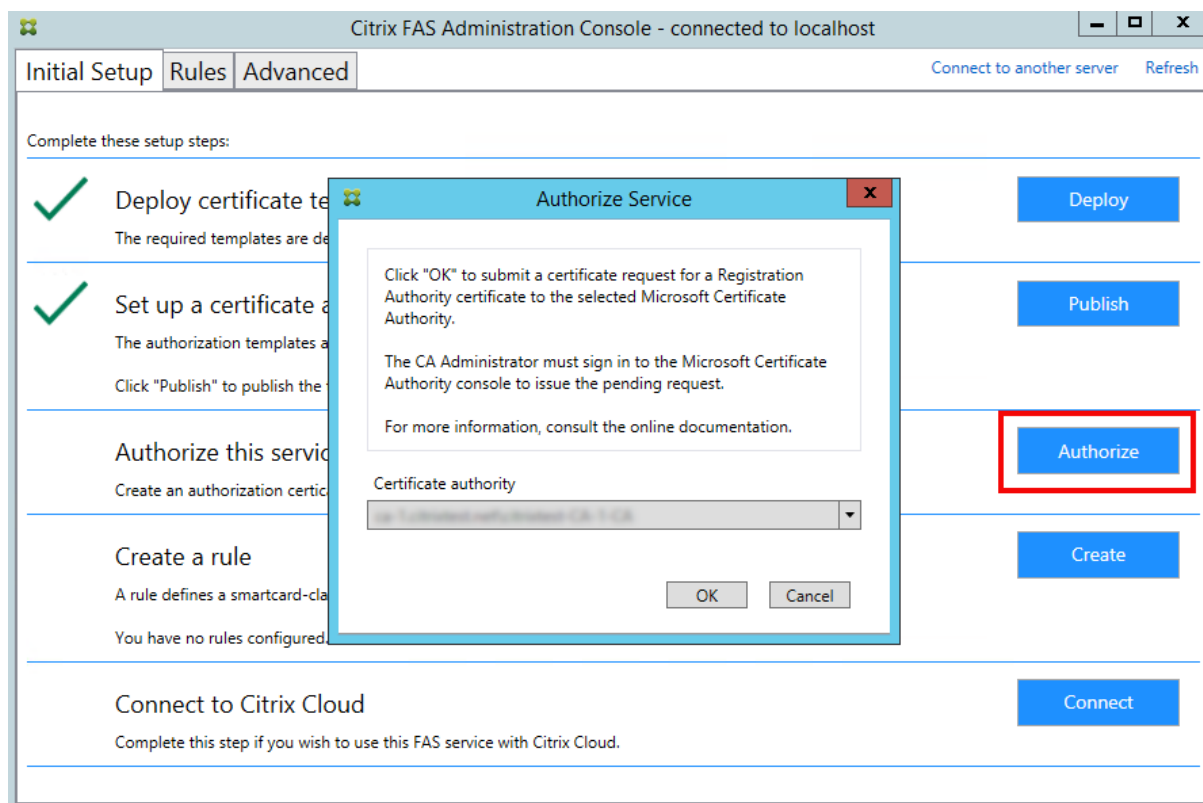 Citrix FAS Administration Console - connected to localhost
Initial Setup Rules Advanced
Connect to another server Refresh
Complete these setup steps:
Deploy certificate te
Deploy
The required templates are de
Set up a certificate a
Publish
The authorization templates a
Click "Publish" to publish the
Authorize this servic
Authorize
Create an authorization certic
Create a rule
Create
A rule defines a smartcard-cla
You have no rules configured.
Connect to Citrix Cloud
Connect
Complete this step if you wish to use this FAS service with Citrix Cloud.
Authorize Service
X
Click "OK" to submit a certificate request for a Registration
Authority certificate to the selected Microsoft Certificate
Authority.
The CA Administrator must sign in to the Microsoft Certificate
Authority console to issue the pending request.
For more information, consult the online documentation.
Certificate authority
OK Cancel